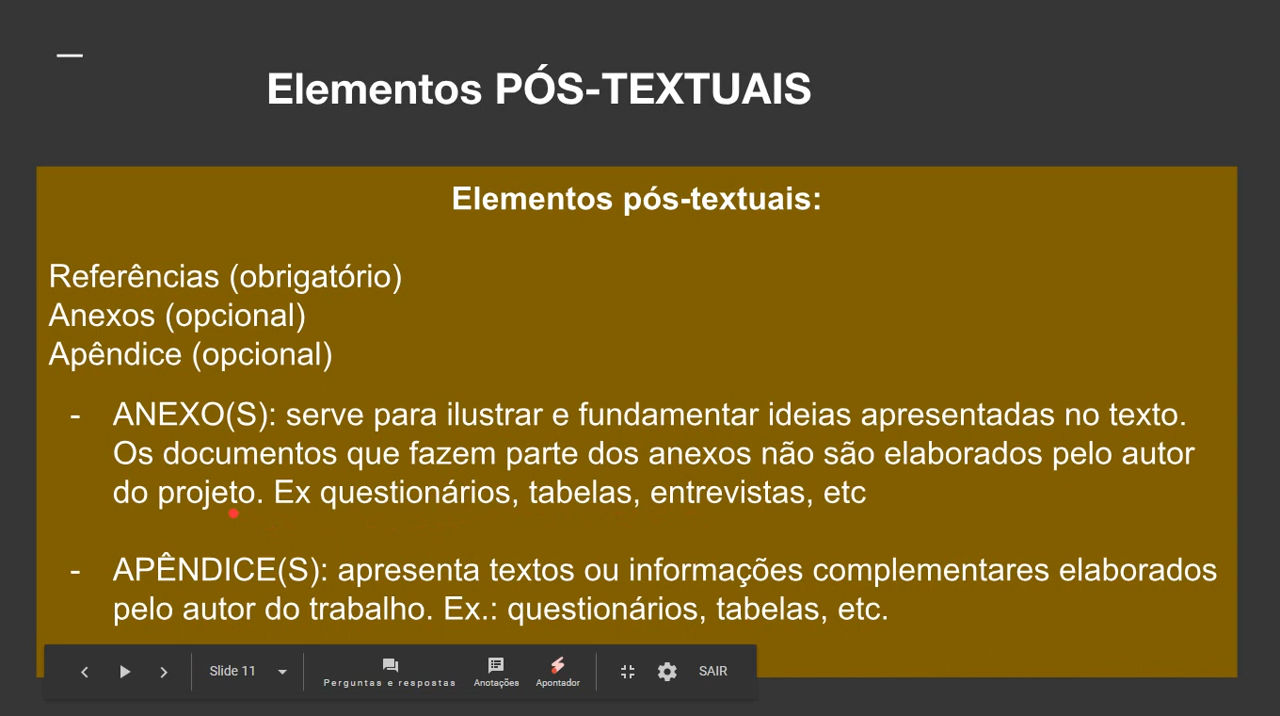 Elementos PÓS-TEXTUAIS
Elementos pós-textuais:
Referências (obrigatório)
Anexos (opcional)
Apêndice (opcional)
- ANEXO(S): serve para ilustrar e fundamentar ideias apresentadas no texto.
Os documentos que fazem parte dos anexos não são elaborados pelo autor
do projeto. Ex questionários, tabelas, entrevistas, etc
- APÊNDICE(S): apresenta textos ou informações complementares elaborados
pelo autor do trabalho. Ex.: questionários, tabelas, etc.
Slide 11
Perguntas e respostas
Anotações
Apontador
SAIR